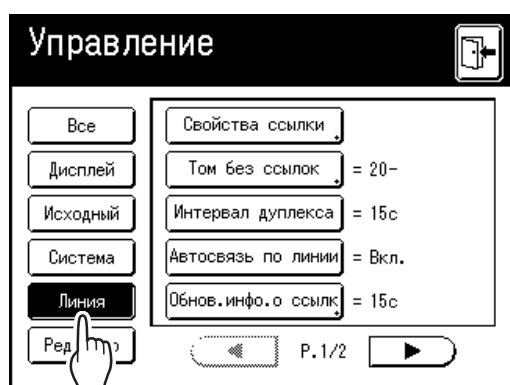 Управление
Все
Дисплей
Исходный
Система
Линия
Свойства ссылки
Том без ссылок = 20-
Интервал дуплекса = 15с
Автосвязь по линии = Вкл.
Обнов.инфо.о ссылк = 15с
P.1/2